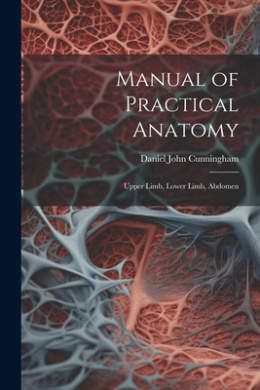 Manual of
Practical
Anatomy
Daniel John Cunningham
Upper Limb, Lower Limb, Abdomen